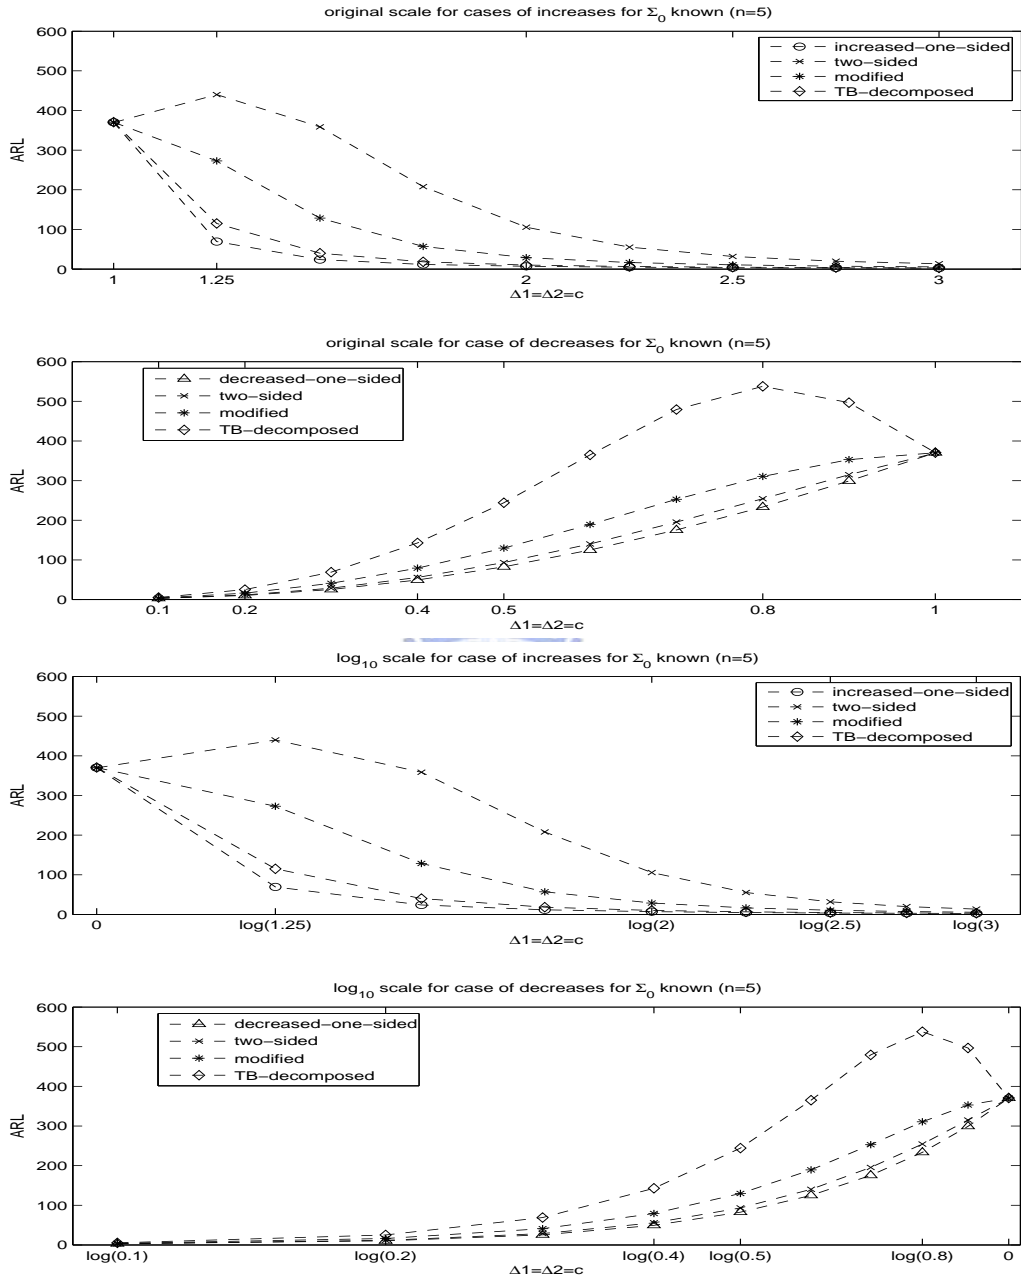 original scale for cases of increases for Σ0 known (n=5)
600
500
400
300
200
100
0
ARL
increased−one−sided
two−sided
modified
TB−decomposed
1
1.25
2
2.5
3
Δ1=Δ2=c
original scale for case of decreases for Σ0 known (n=5)
600
500
400
300
200
100
0
ARL
decreased−one−sided
two−sided
modified
TB−decomposed
0.1
0.2
0.4
0.5
0.8
1
Δ1=Δ2=c
log10 scale for case of increases for Σ0 known (n=5)
600
500
400
300
200
100
0
ARL
increased−one−sided
two−sided
modified
TB−decomposed
0
log(1.25)
log(2)
log(2.5)
log(3)
Δ1=Δ2=c
log10 scale for case of decreases for Σ0 known (n=5)
600
500
400
300
200
100
0
ARL
decreased−one−sided
two−sided
modified
TB−decomposed
log(0.1)
log(0.2)
log(0.4)
log(0.5)
log(0.8)
0
Δ1=Δ2=c